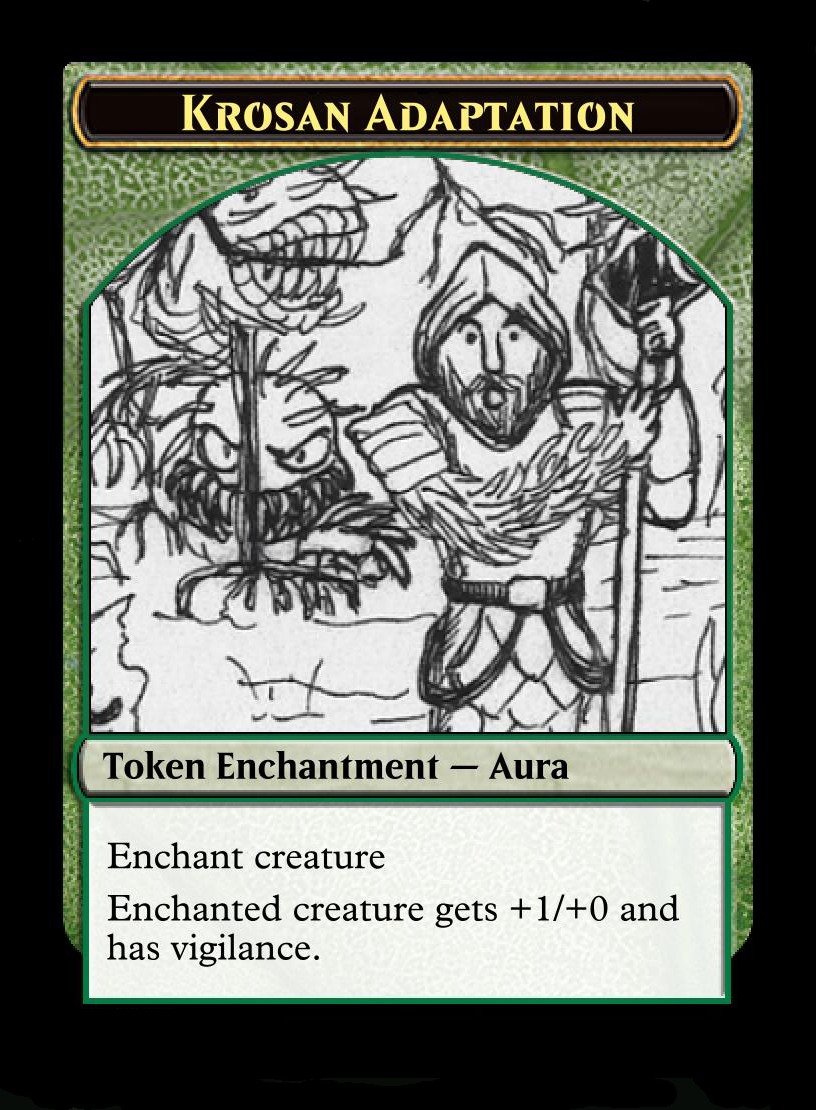 Krosan Adaptation
Token Enchantment — Aura
Enchant creature
Enchanted creature gets +1/+0 and
has vigilance.